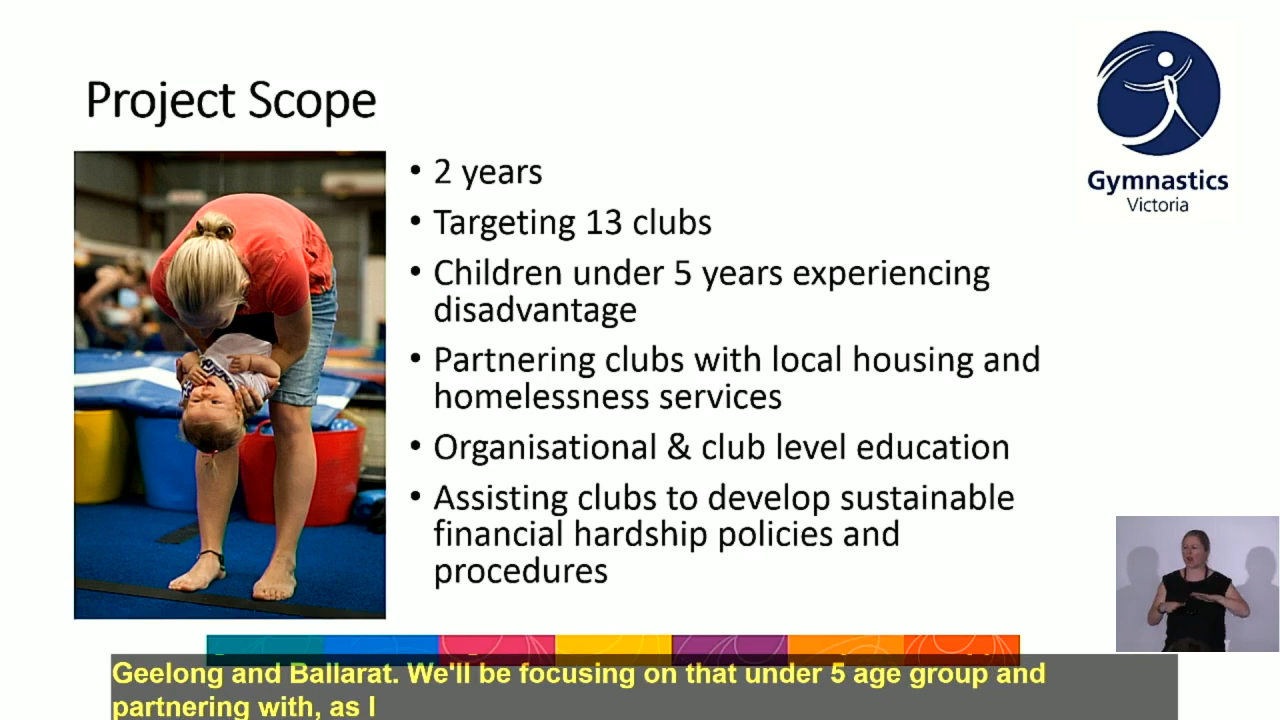 Project Scope
Gymnastics
Victoria
• 2 years
• Targeting 13 clubs
• Children under 5 years experiencing
disadvantage
• Partnering clubs with local housing and
homelessness services
• Organisational & club level education
• Assisting clubs to develop sustainable
financial hardship policies and
procedures
Geelong and Ballarat. We'll be focusing on that under 5 age group and
partnering with, as I